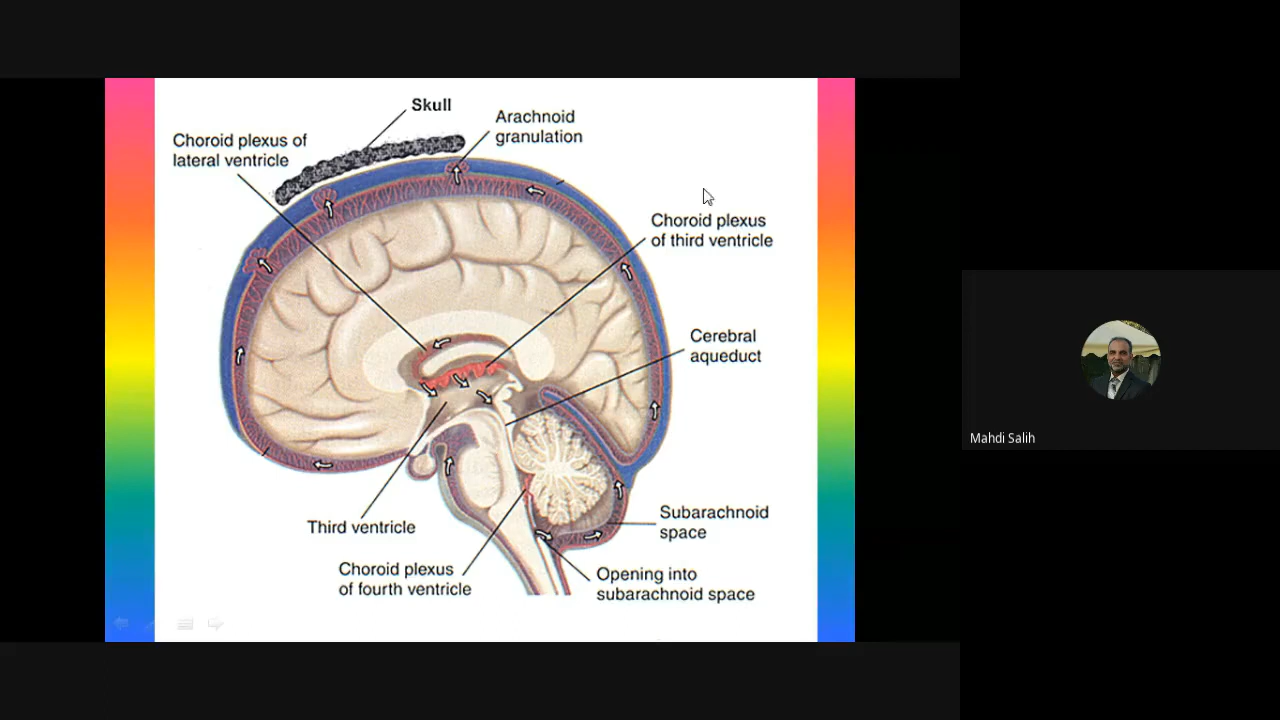 Skull
Arachnoid
granulation
Choroid plexus of
lateral ventricle
Choroid plexus
of third ventricle
Cerebral
aqueduct
Mahdi Salih
Third ventricle
Subarachnoid
space
Choroid plexus
of fourth ventricle
Opening into
subarachnoid space